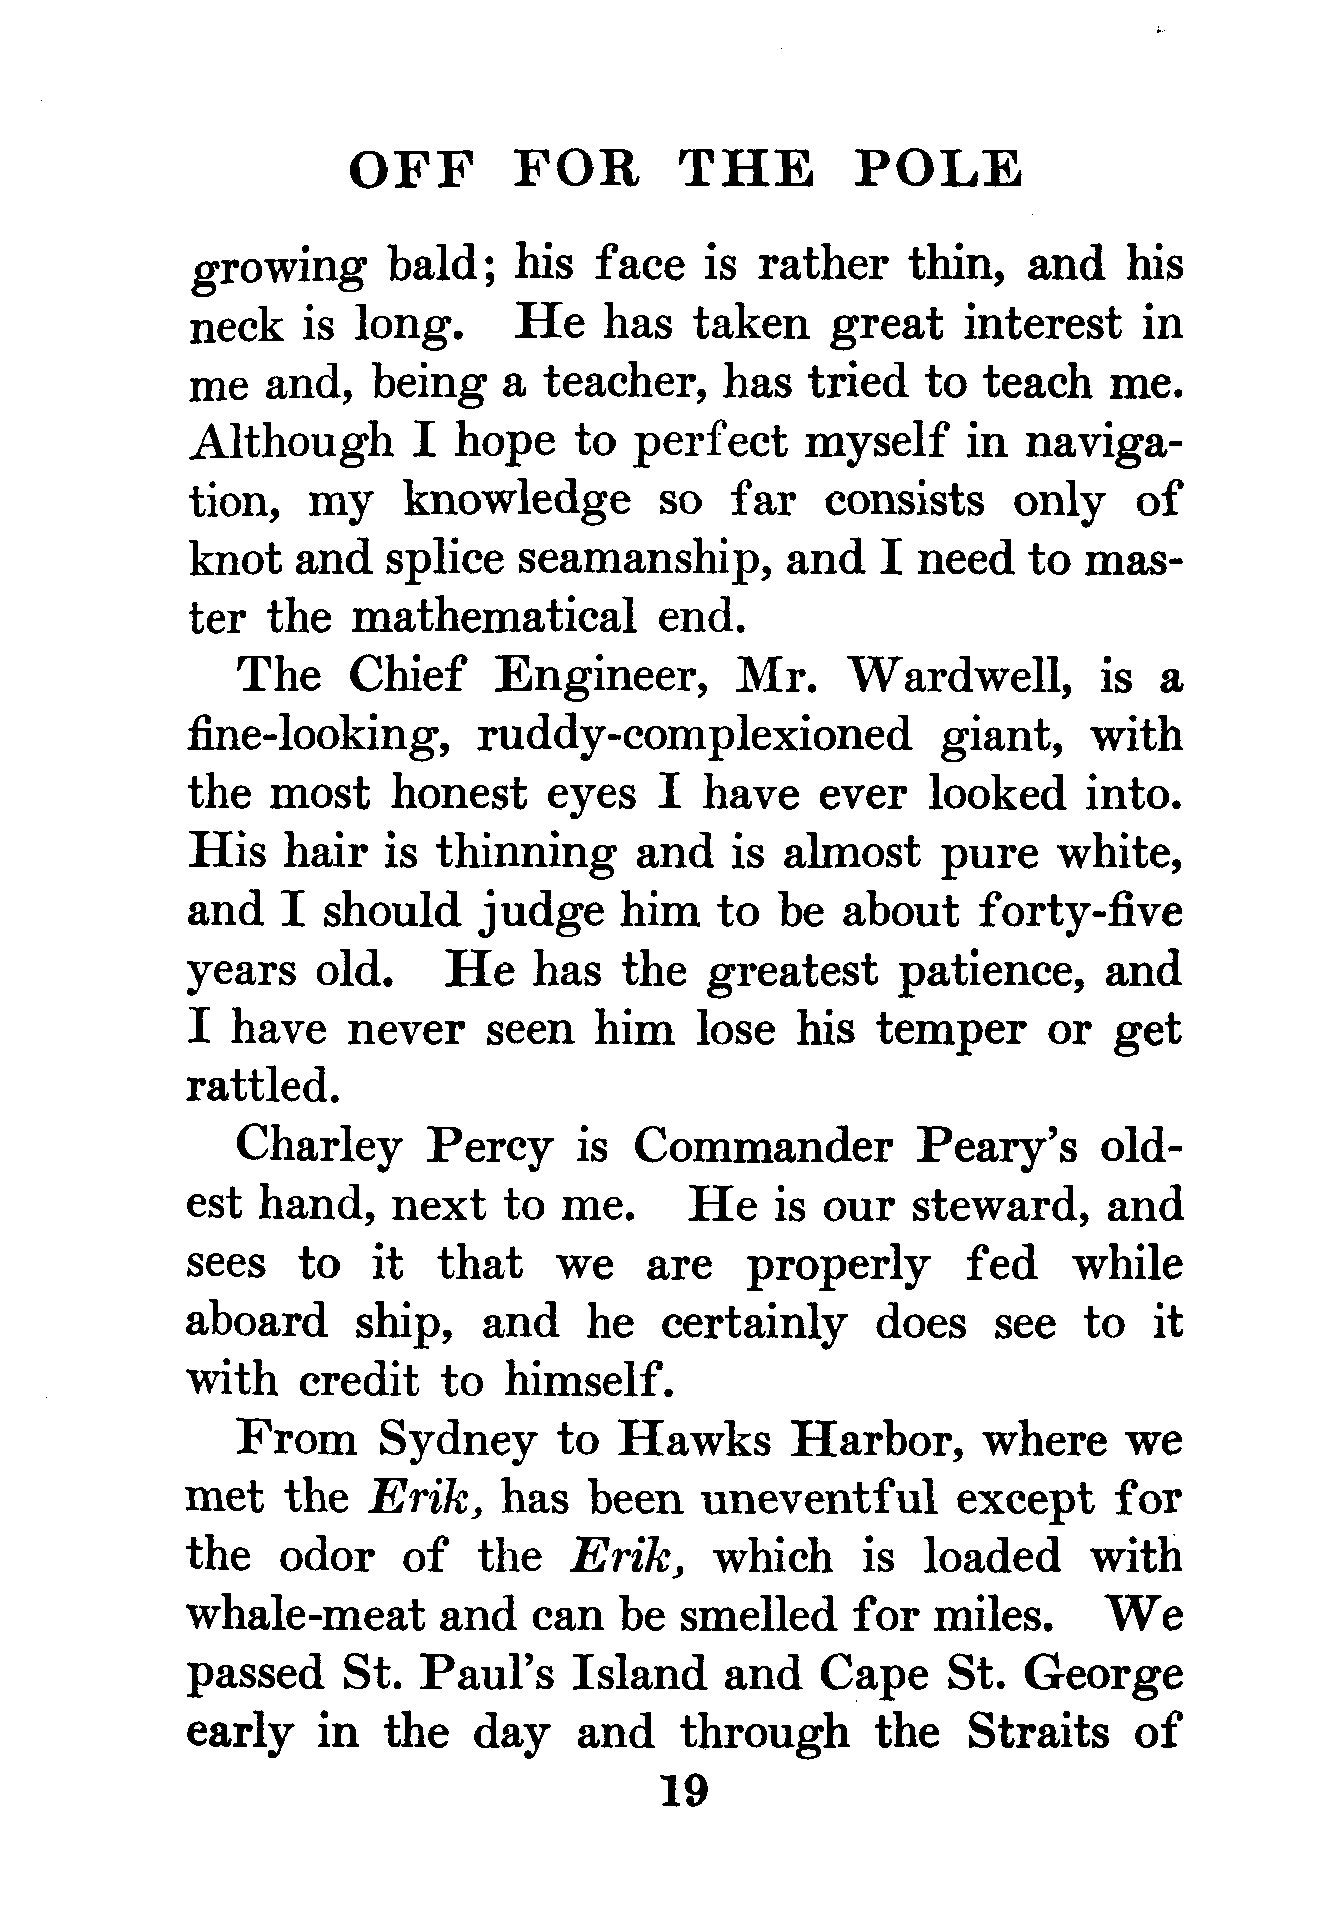 OFF FOR THE POLE
growing bald; his face is rather thin, and his
neck is long. He has taken great interest in
me and, being a teacher, has tried to teach me.
Although I hope to perfect myself in naviga-
tion, my knowledge so far consists only of
knot and splice seamanship, and I need to mas-
ter the mathematical end.
The Chief Engineer, Mr. Wardwell, is a
fine-looking, ruddy-complexioned giant, with
the most honest eyes I have ever looked into.
His hair is thinning and is almost pure white,
and I should judge him to be about forty-five
years old. He has the greatest patience, and
I have never seen him lose his temper or get
rattled.
Charley Percy is Commander Peary's old-
est hand, next to me. He is our steward, and
sees to it that we are properly fed while
aboard ship, and he certainly does see to it
with credit to himself.
From Sydney to Hawks Harbor, where we
met the Erik, has been uneventful except for
the odor of the Erik, which is loaded with
whale-meat and can be smelled for miles. We
passed St. Paul's Island and Cape St. George
early in the day and through the Straits of
19